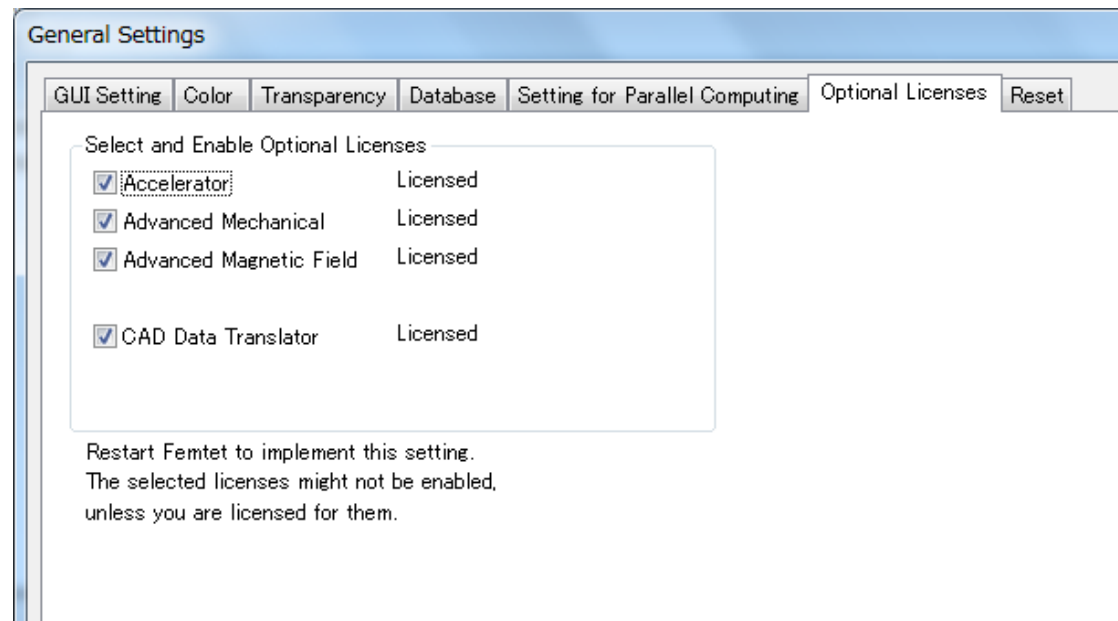 General Settings
GUI Setting Color Transparency Database Setting for Parallel Computing Optional Licenses Reset
Select and Enable Optional Licenses
Accelerator Licensed
Advanced Mechanical Licensed
Advanced Magnetic Field Licensed
CAD Data Translator Licensed
Restart Femtet to implement this setting.
The selected licenses might not be enabled,
unless you are licensed for them.